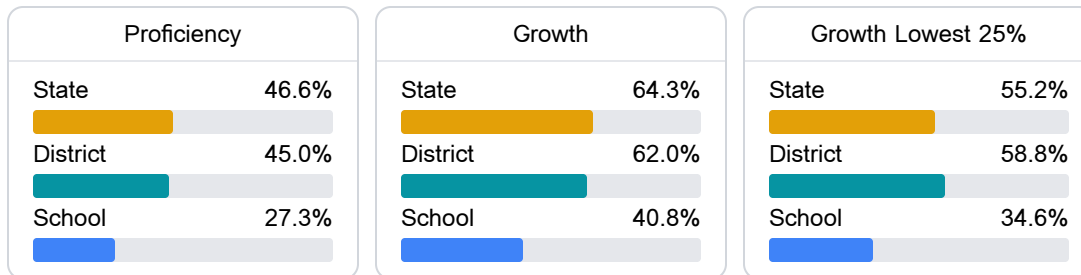 Proficiency
State 46.6%
District 45.0%
School 27.3%
Growth
State 64.3%
District 62.0%
School 40.8%
Growth Lowest 25%
State 55.2%
District 58.8%
School 34.6%